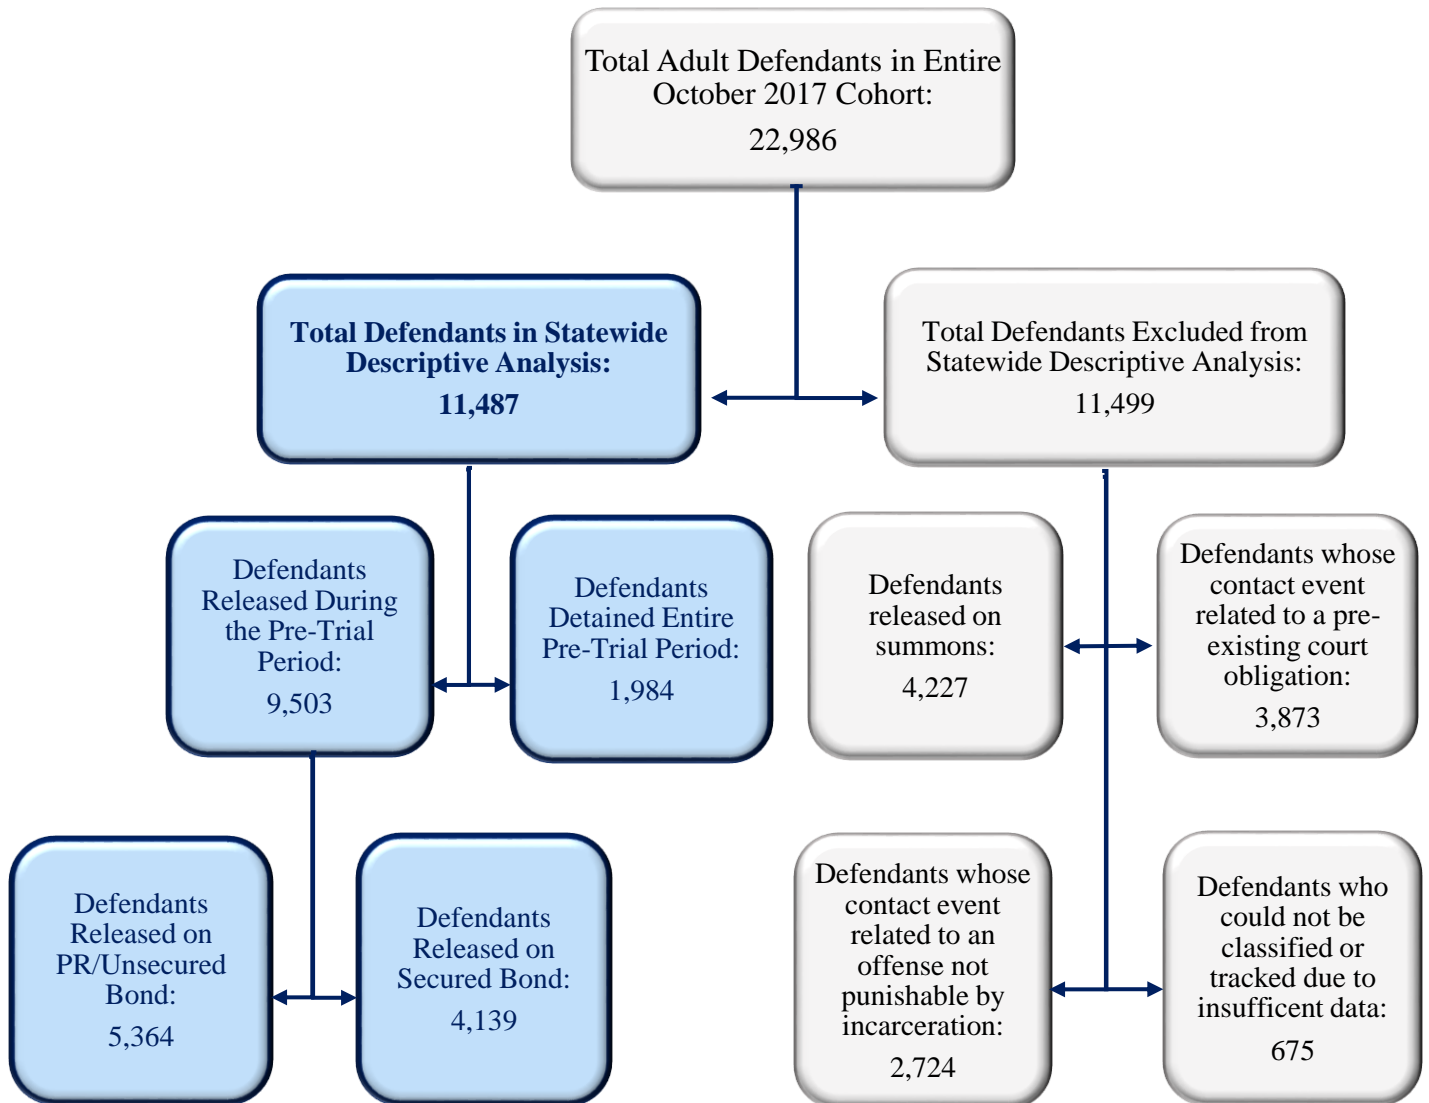 Total Adult Defendants in Entire
October 2017 Cohort:
22,986
Total Defendants in Statewide
Descriptive Analysis:
11,487
Total Defendants Excluded from
Statewide Descriptive Analysis:
11,499
Defendants
Released During
the Pre-Trial
Period:
9,503
Defendants
Detained Entire
Pre-Trial Period:
1,984
Defendants
released on
summons:
4,227
Defendants whose
contact event
related to a pre-
existing court
obligation:
3,873
Defendants
Released on
PR/Unsecured
Bond:
5,364
Defendants
Released on
Secured Bond:
4,139
Defendants whose
contact event
related to an
offense not
punishable by
incarceration:
2,724
Defendants who
could not be
classified or
tracked due to
insufficent data:
675